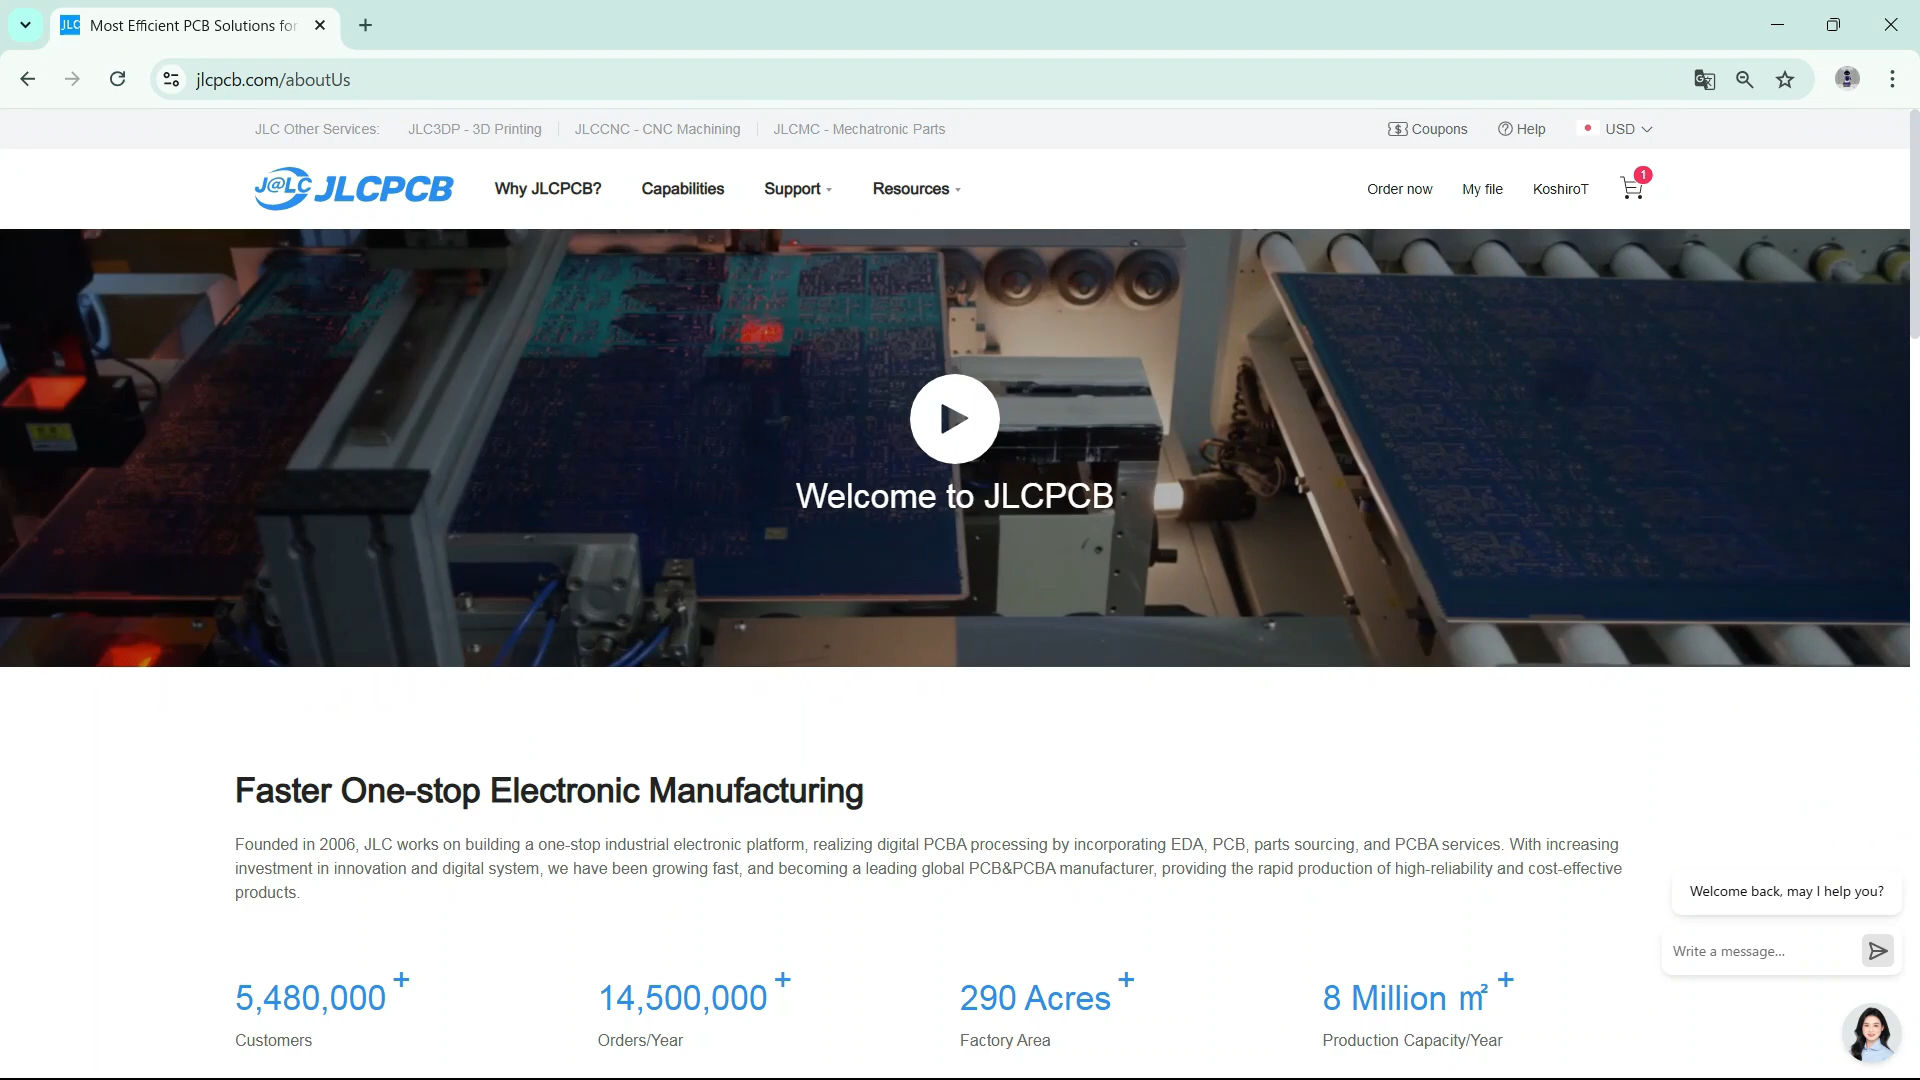 JLC Most Efficient PCB Solutions for
jlcpcb.com/aboutUs
JLC Other Services: JLC3DP - 3D Printing JLCCNC - CNC Machining JLCMC - Mechatronic Parts Coupons Help USD
J@LC JLCPCB Why JLCPCB? Capabilities Support Resources Order now My file KoshiroT 1
Welcome to JLCPCB
Faster One-stop Electronic Manufacturing
Founded in 2006, JLC works on building a one-stop industrial electronic platform, realizing digital PCBA processing by incorporating EDA, PCB, parts sourcing, and PCBA services. With increasing
investment in innovation and digital system, we have been growing fast, and becoming a leading global PCB&PCBA manufacturer, providing the rapid production of high-reliability and cost-effective
products.
Welcome back, may I help you?
Write a message...
5,480,000+ 14,500,000+ 290 Acres+ 8 Million ㎡+
Customers Orders/Year Factory Area Production Capacity/Year